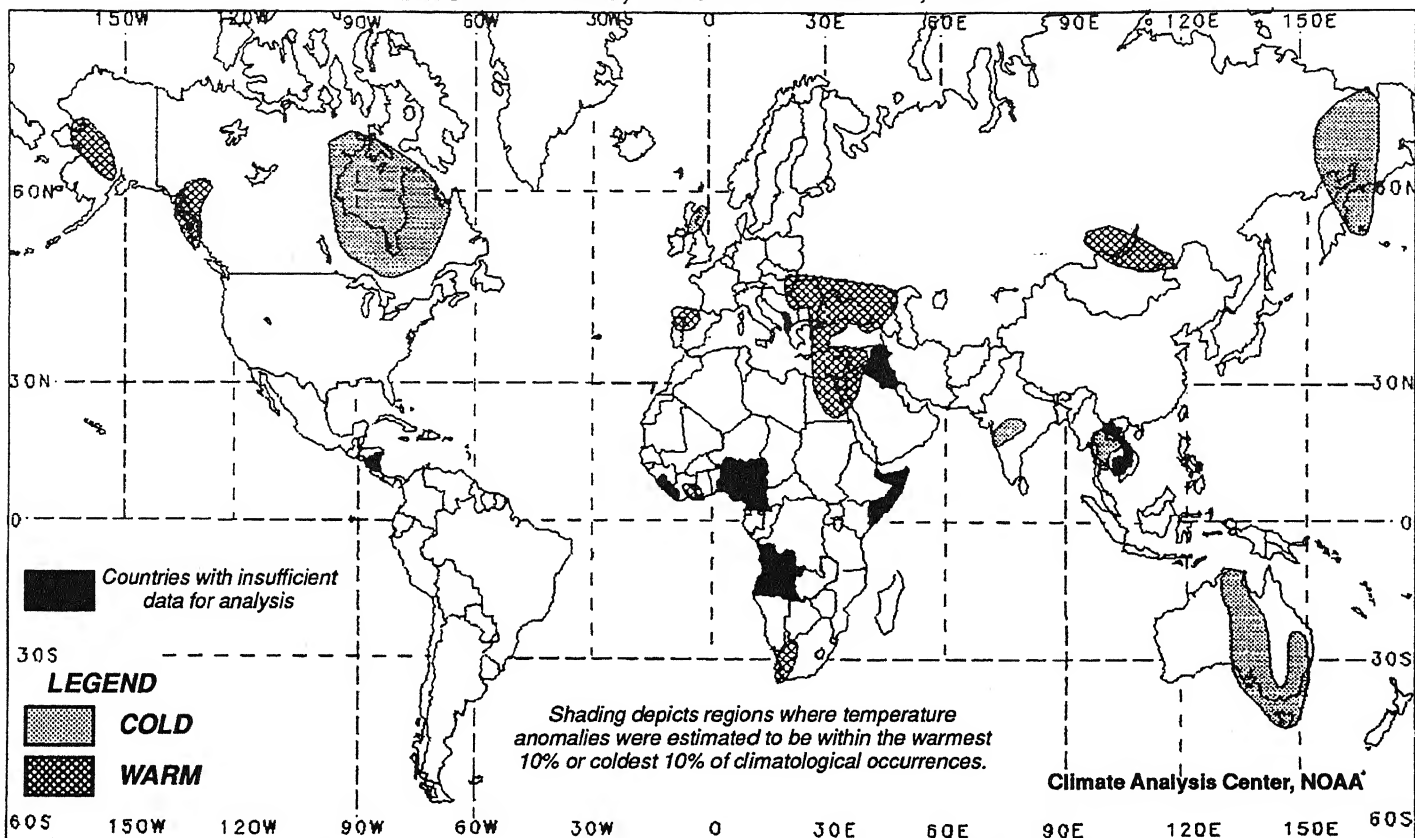 150W 120W 90W 60W 30WS 0 30E 60E 90E 120E 150E
60N 60N
30N 30N
0 0
Countries with insufficient
data for analysis
30S 30S
LEGEND
COLD
WARM
Shading depicts regions where temperature
anomalies were estimated to be within the warmest
10% or coldest 10% of climatological occurrences.
Climate Analysis Center, NOAA
60S 150W 120W 90W 60W 30W 0 30E 60E 90E 120E 150E 60S